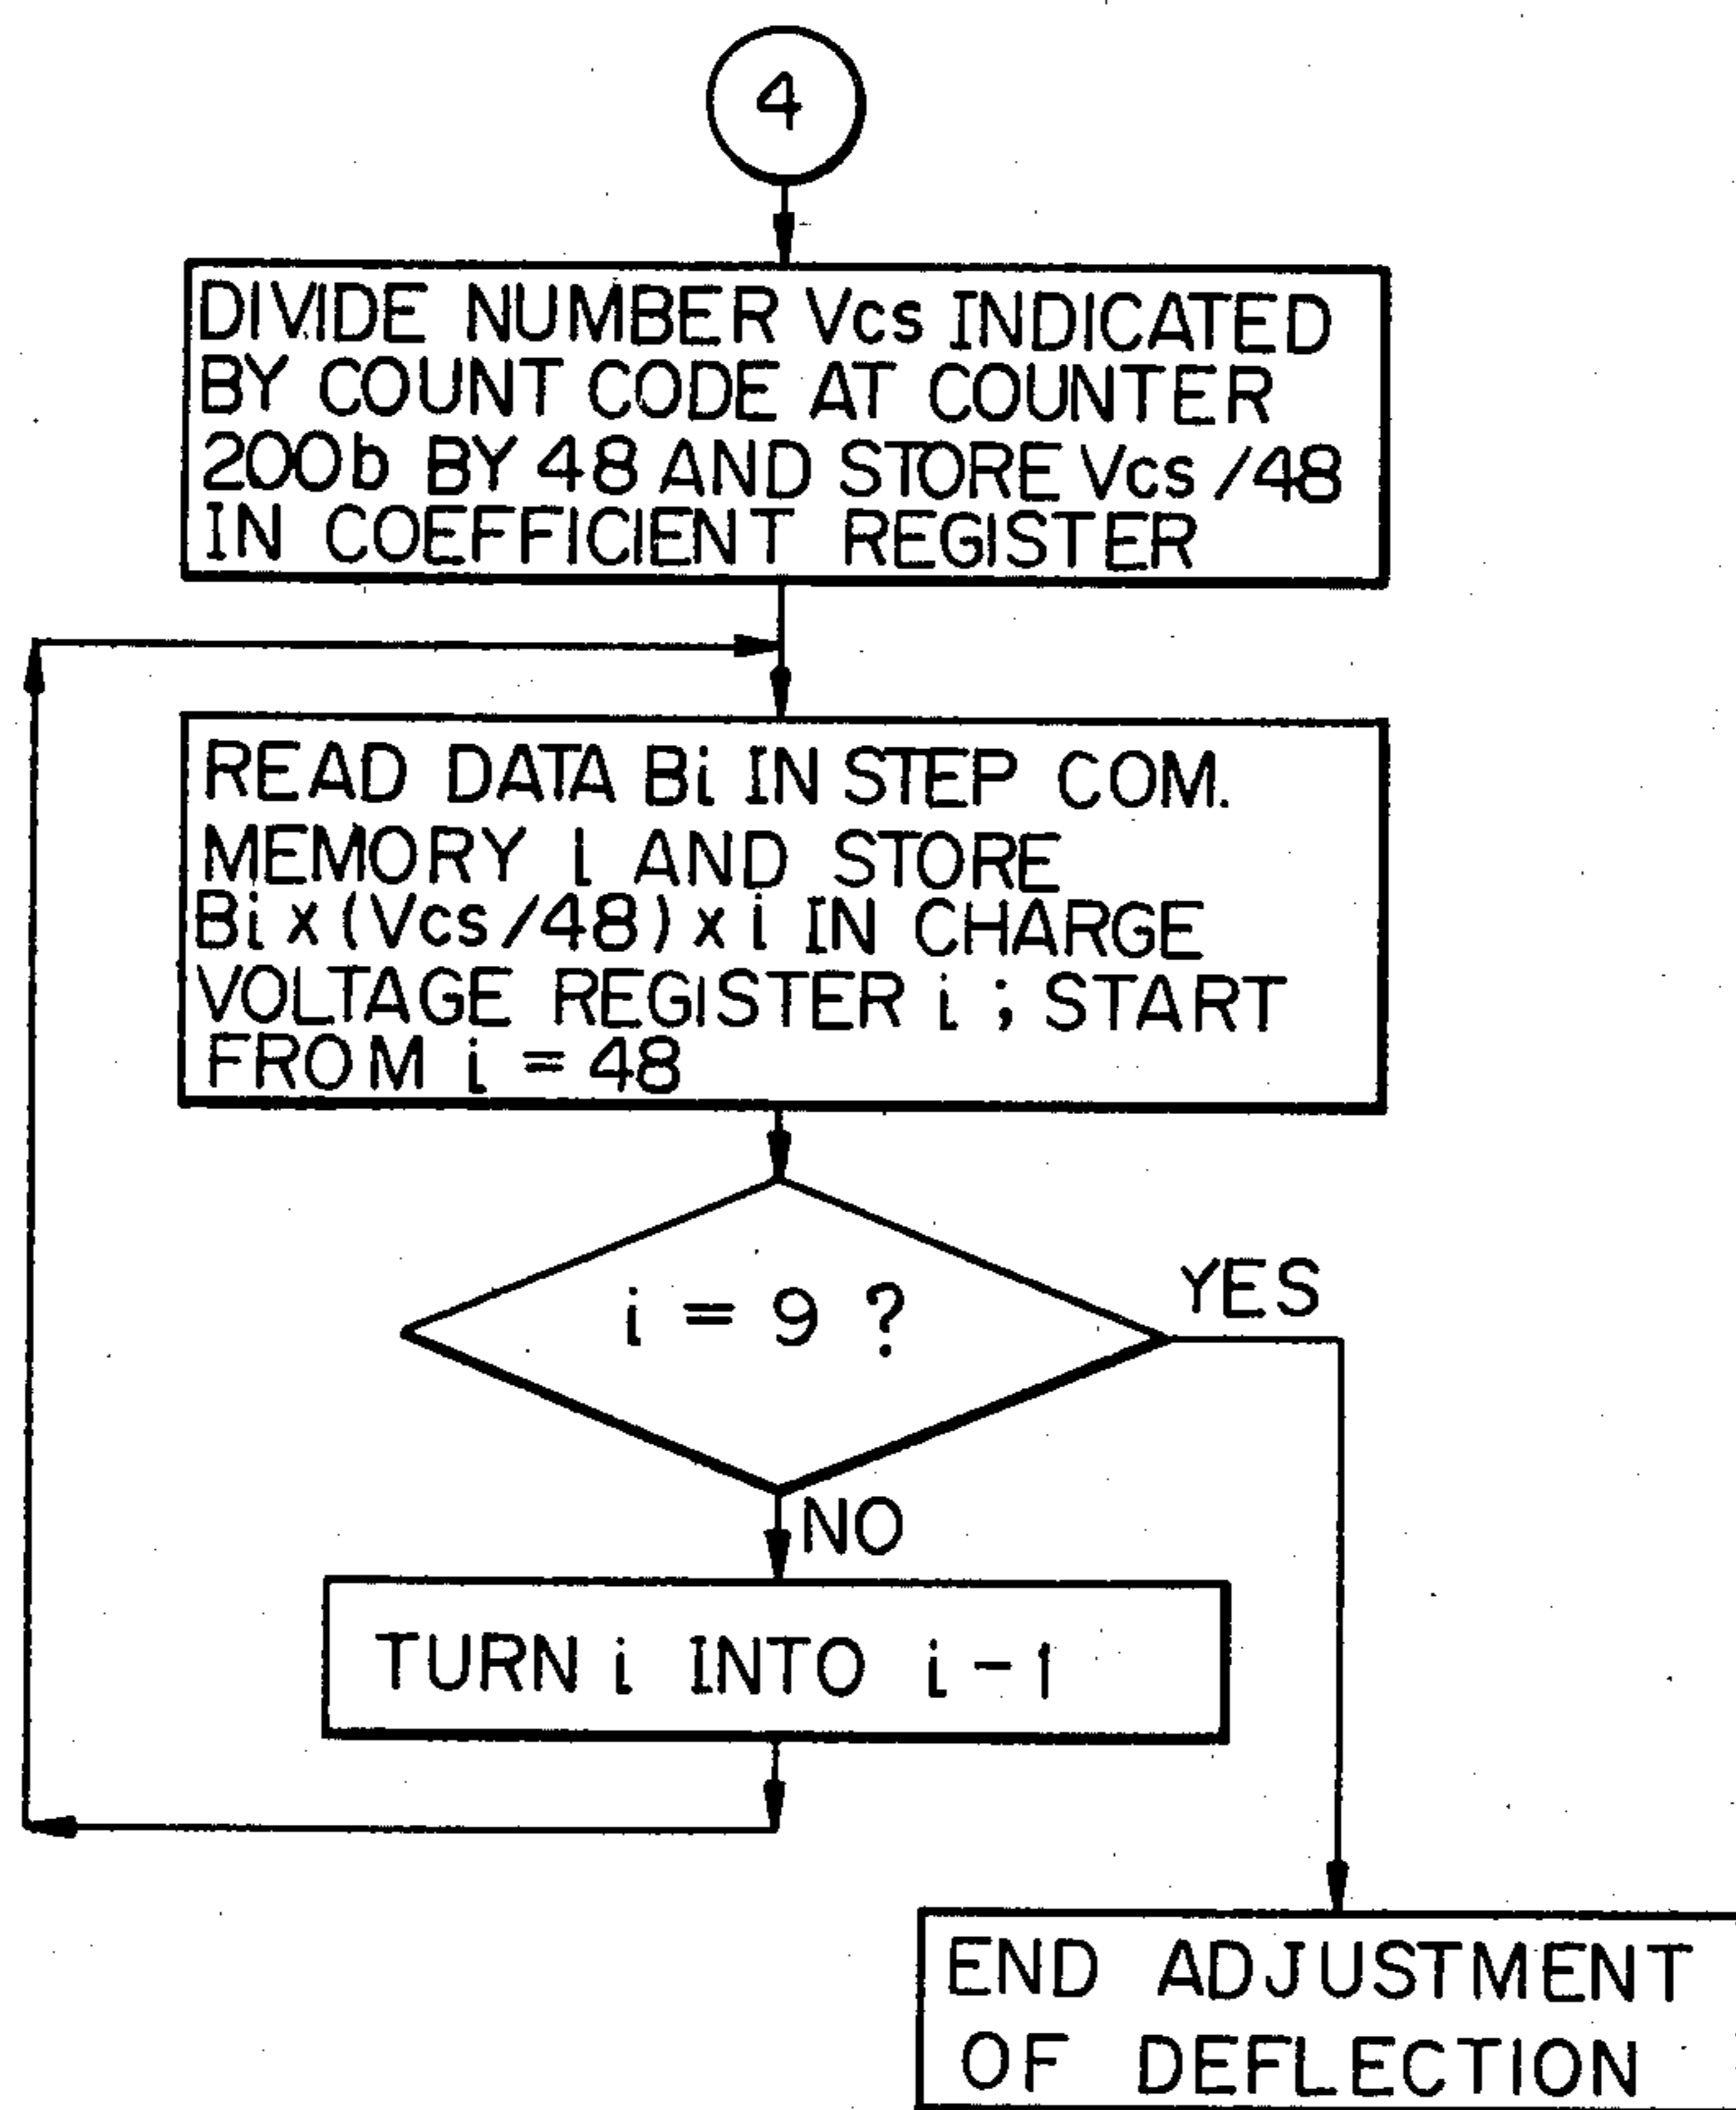 4
DIVIDE NUMBER Vcs INDICATED
BY COUNT CODE AT COUNTER
200b BY 48 AND STORE Vcs/48
IN COEFFICIENT REGISTER
READ DATA Bi IN STEP COM.
MEMORY i AND STORE
Bi x (Vcs/48) x i IN CHARGE
VOLTAGE REGISTER i ; START
FROM i = 48
i = 9 ?
YES
NO
TURN i INTO i - 1
END ADJUSTMENT
OF DEFLECTION